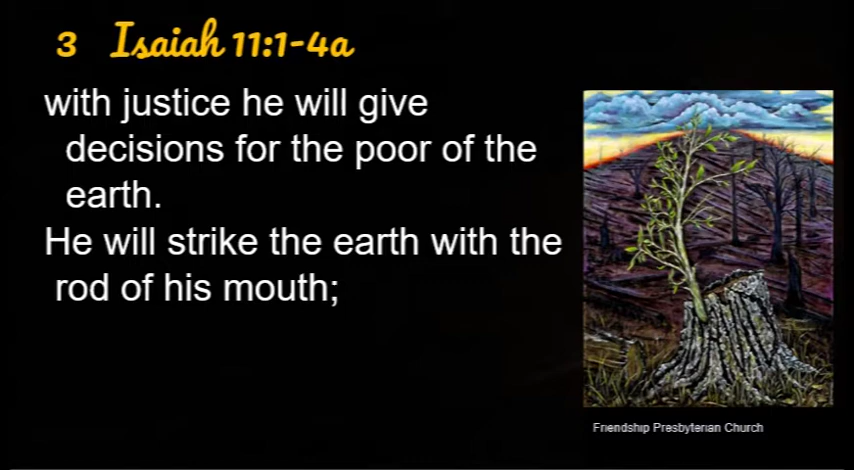 3 Isaiah 11:1-4a
with justice he will give
decisions for the poor of the
earth.
He will strike the earth with the
rod of his mouth;
Friendship Presbyterian Church